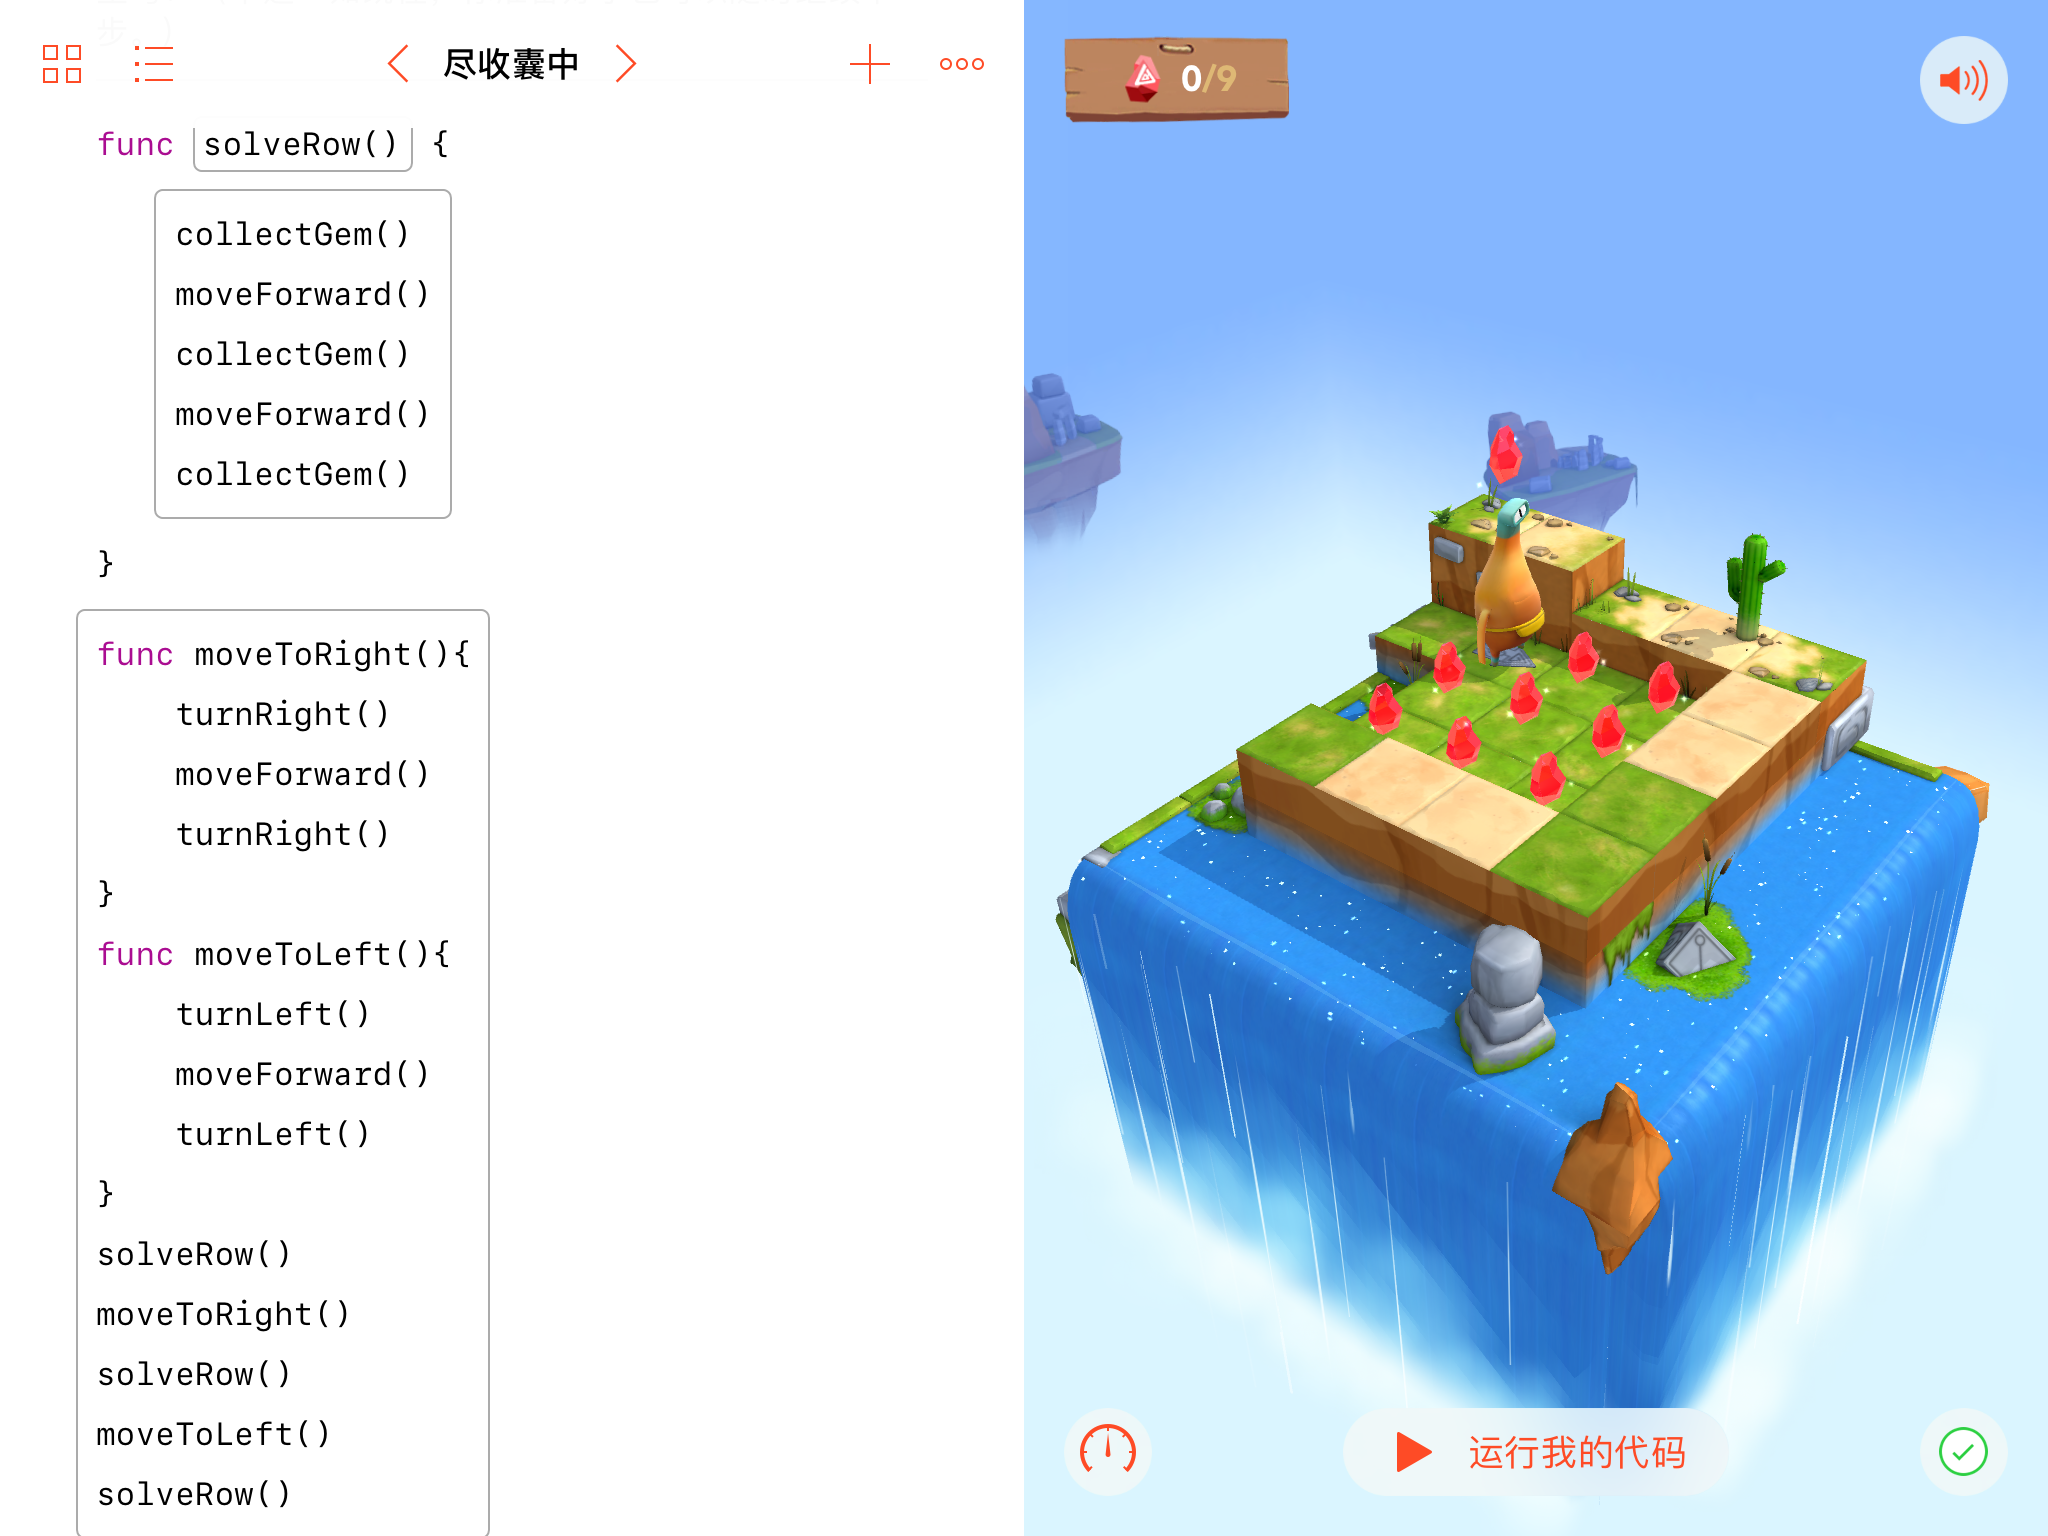 尽收囊中
func solveRow() {
collectGem()
moveForward()
collectGem()
moveForward()
collectGem()
}
func moveToRight(){
turnRight()
moveForward()
turnRight()
}
func moveToLeft(){
turnLeft()
moveForward()
turnLeft()
}
solveRow()
moveToRight()
solveRow()
moveToLeft()
solveRow()
0/9
运行我的代码